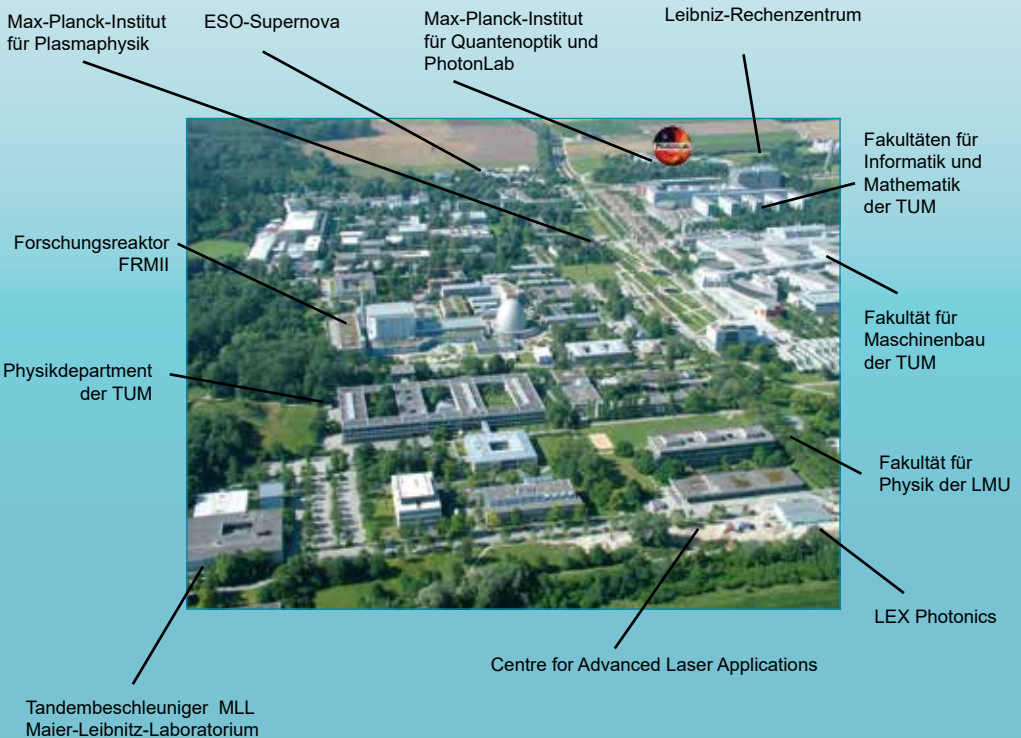 Max-Planck-Institut
für Plasmaphysik
ESO-Supernova
Max-Planck-Institut
für Quantenoptik und
PhotonLab
Leibniz-Rechenzentrum
PhotonLab
Fakultäten für
Informatik und
Mathematik
der TUM
Forschungsreaktor
FRMII
Fakultät für
Maschinenbau
der TUM
Physikdepartment
der TUM
Fakultät für
Physik der LMU
LEX Photonics
Centre for Advanced Laser Applications
Tandembeschleuniger MLL
Maier-Leibnitz-Laboratorium